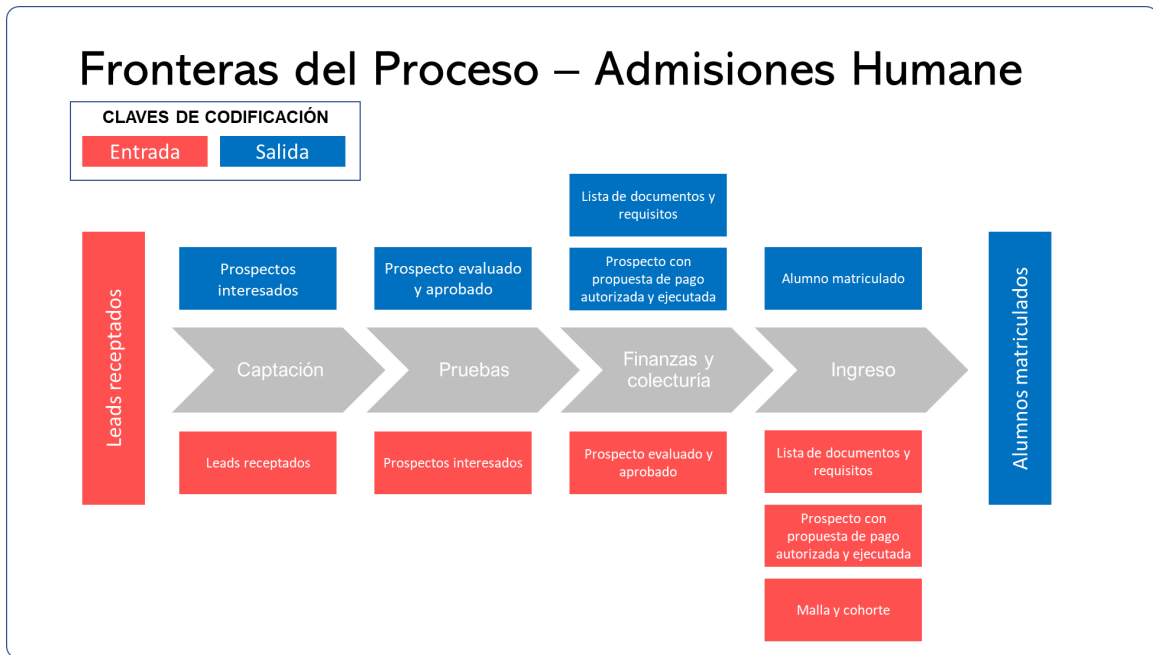 Fronteras del Proceso – Admisiones Humane
CLAVES DE CODIFICACIÓN
Entrada
Salida
Leads receptados
Prospectos
interesados
Prospecto evaluado
y aprobado
Lista de documentos y
requisitos
Prospecto con
propuesta de pago
autorizada y ejecutada
Alumno matriculado
Captación
Pruebas
Finanzas y
colecturía
Ingreso
Leads receptados
Prospectos interesados
Prospecto evaluado y
aprobado
Lista de documentos y
requisitos
Prospecto con
propuesta de pago
autorizada y ejecutada
Malla y cohorte
Alumnos matriculados